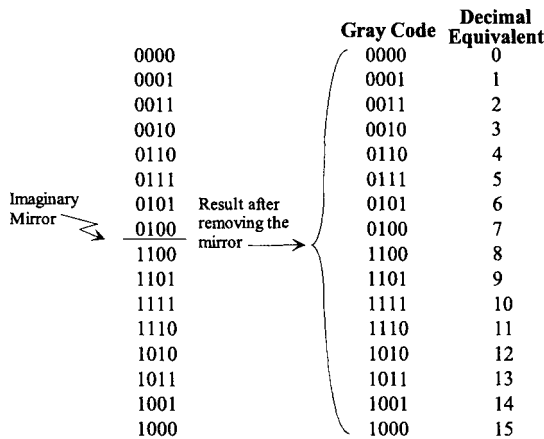 Decimal
Gray Code Equivalent
0000 0000 0
0001 0001 1
0011 0011 2
0010 0010 3
0110 0110 4
0111 0111 5
Imaginary 0101 Result after 0101 6
Mirror 0100 removing the 0100 7
1100 mirror 1100 8
1101 1101 9
1111 1111 10
1110 1110 11
1010 1010 12
1011 1011 13
1001 1001 14
1000 1000 15